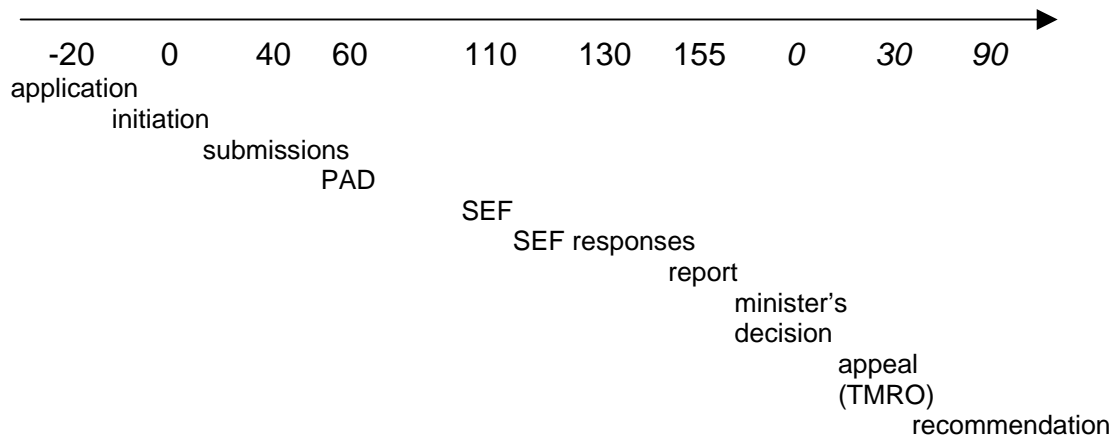 -20 0 40 60 110 130 155 0 30 90
application
initiation
submissions
PAD
SEF
SEF responses
report
minister’s
decision
appeal
(TMRO)
recommendation